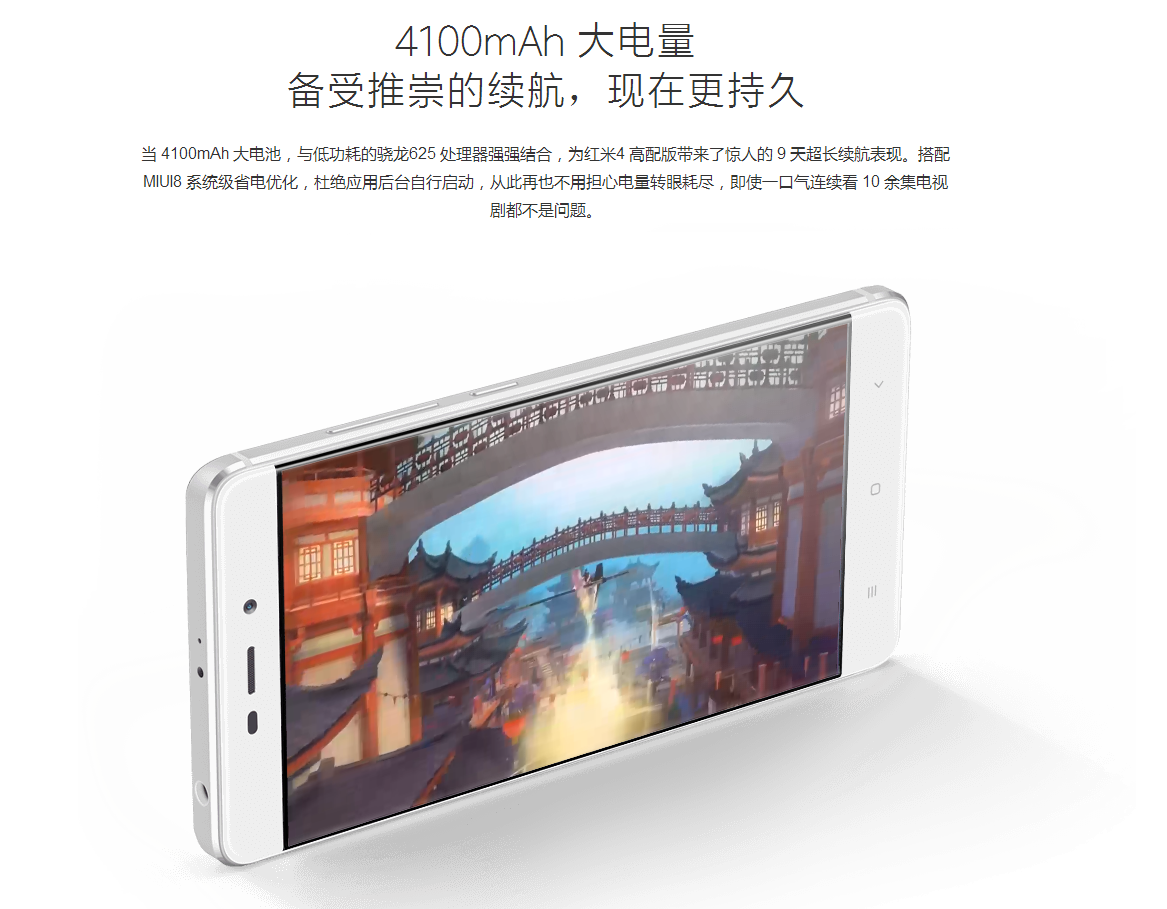 4100mAh 大电量
备受推崇的续航，现在更持久
当 4100mAh 大电池，与低功耗的骁龙625 处理器强强结合，为红米4 高配版带来了惊人的 9 天超长续航表现。搭配
MIUI8 系统级省电优化，杜绝应用后台自行启动，从此再也不用担心电量转眼耗尽，即使一口气连续看 10 余集电视
剧都不是问题。